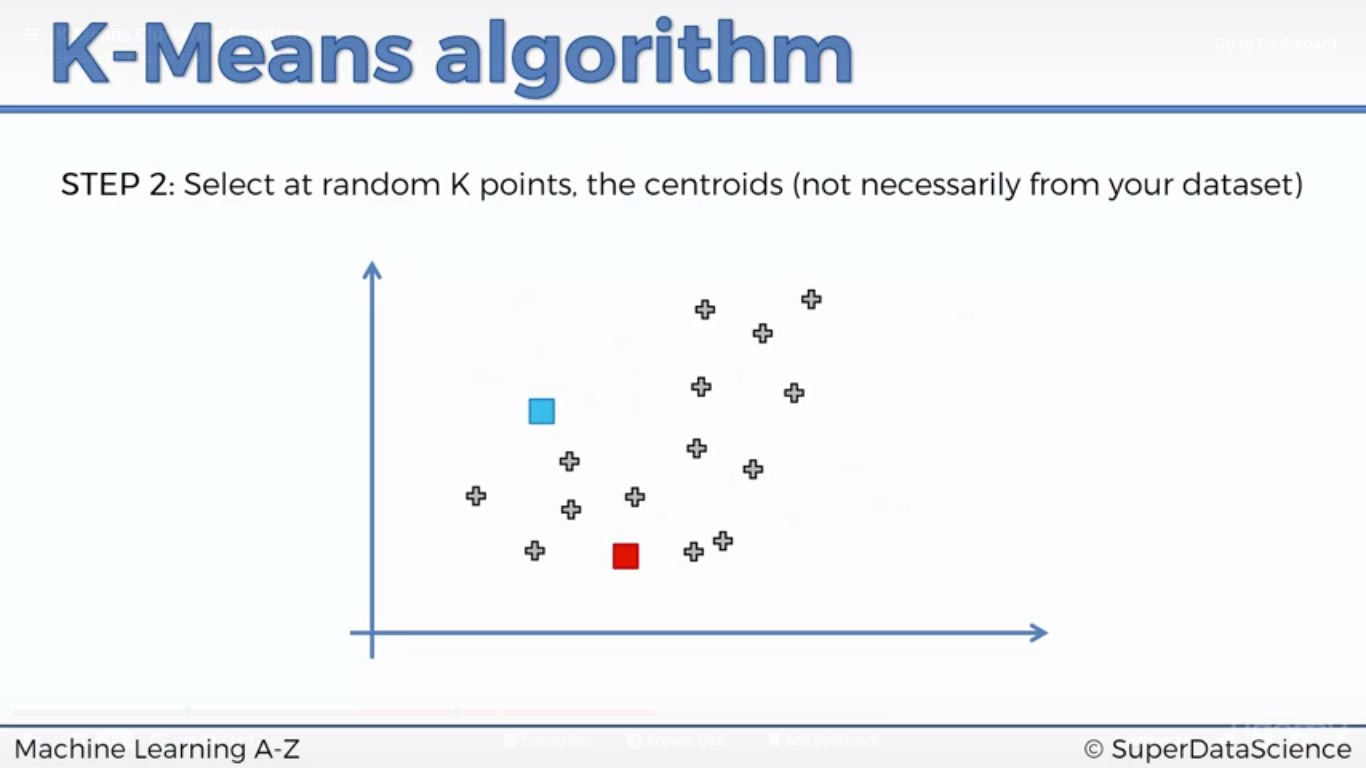 K-Means algorithm
Go to Dashboard
STEP 2: Select at random K points, the centroids (not necessarily from your dataset)
Transcript
Browse Q&A
Add Bookmark
Machine Learning A-Z
© SuperDataScience